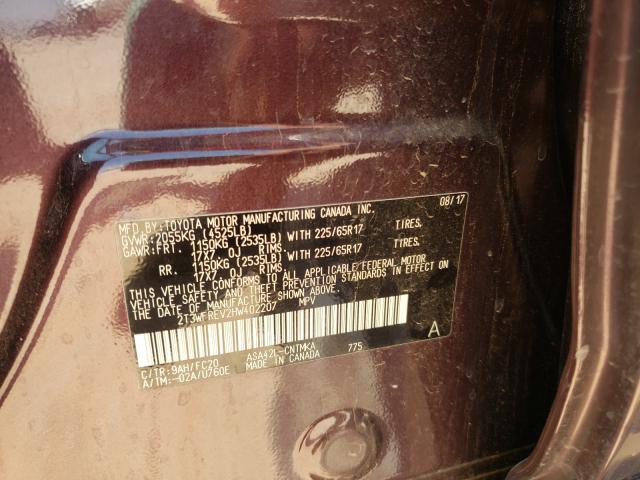 MFD.BY:TOYOTA MOTOR MANUFACTURING CANADA INC. 08/17
GVWR:2055KG (4525LB)
GAWR:FRT. 1150KG (2535LB) WITH 225/65R17 TIRES.
17X7 OJ RIMS
RR. 1150KG (2535LB) WITH 225/65R17 TIRES.
17X7 OJ RIMS
THIS VEHICLE CONFORMS TO ALL APPLICABLE FEDERAL MOTOR
VEHICLE SAFETY AND THEFT PREVENTION STANDARDS IN EFFECT ON
THE DATE OF MANUFACTURE SHOWN ABOVE.
2T3WFREV2HW402207 MPV
A
C/TR:9AH/FC20 ASA42L-CNTMKA 775
A/TM:-02A/U760E MADE IN CANADA